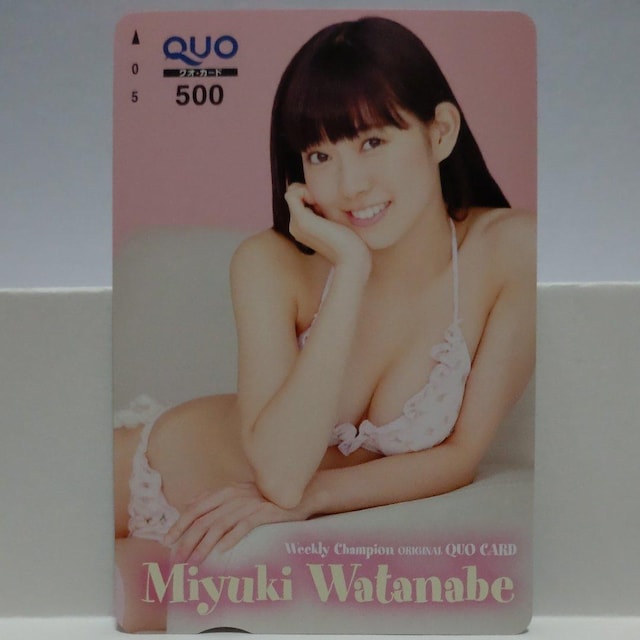 ▲
0
5
QUO
クオ・カード
500
Weekly Champion ORIGINAL QUO CARD
Miyuki Watanabe